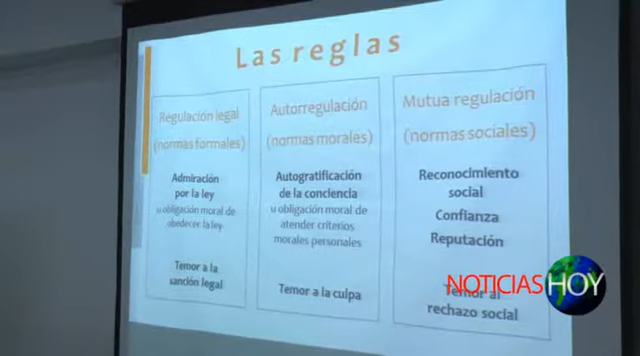 Las reglas
Regulación legal
(normas formales)
Admiración
por la ley
u obligación moral de
obedecer la ley
Temor a la
sanción legal
Autorregulación
(normas morales)
Autogratificación
de la conciencia
u obligación moral de
atender criterios
morales personales
Temor a la culpa
Mutua regulación
(normas sociales)
Reconocimiento
social
Confianza
Reputación
Temor al
rechazo social
NOTICIAS HOY